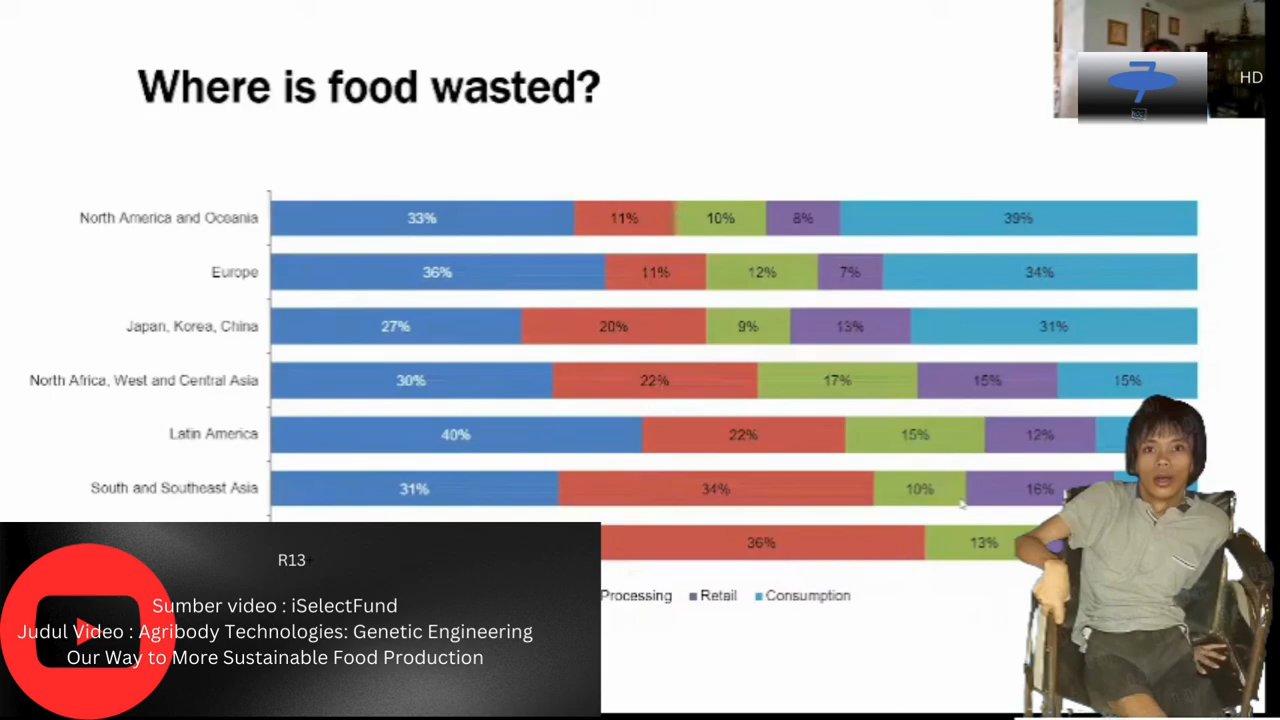 Where is food wasted?
7
HD
North America and Oceania 33% 11% 10% 8% 39%
Europe 36% 11% 12% 7% 34%
Japan, Korea, China 27% 20% 9% 13% 31%
North Africa, West and Central Asia 30% 22% 17% 15% 15%
Latin America 40% 22% 15% 12%
South and Southeast Asia 31% 34% 10% 16%
36% 13%
Processing Retail Consumption
R13+
Sumber video : iSelectFund
Judul Video : Agribody Technologies: Genetic Engineering
Our Way to More Sustainable Food Production